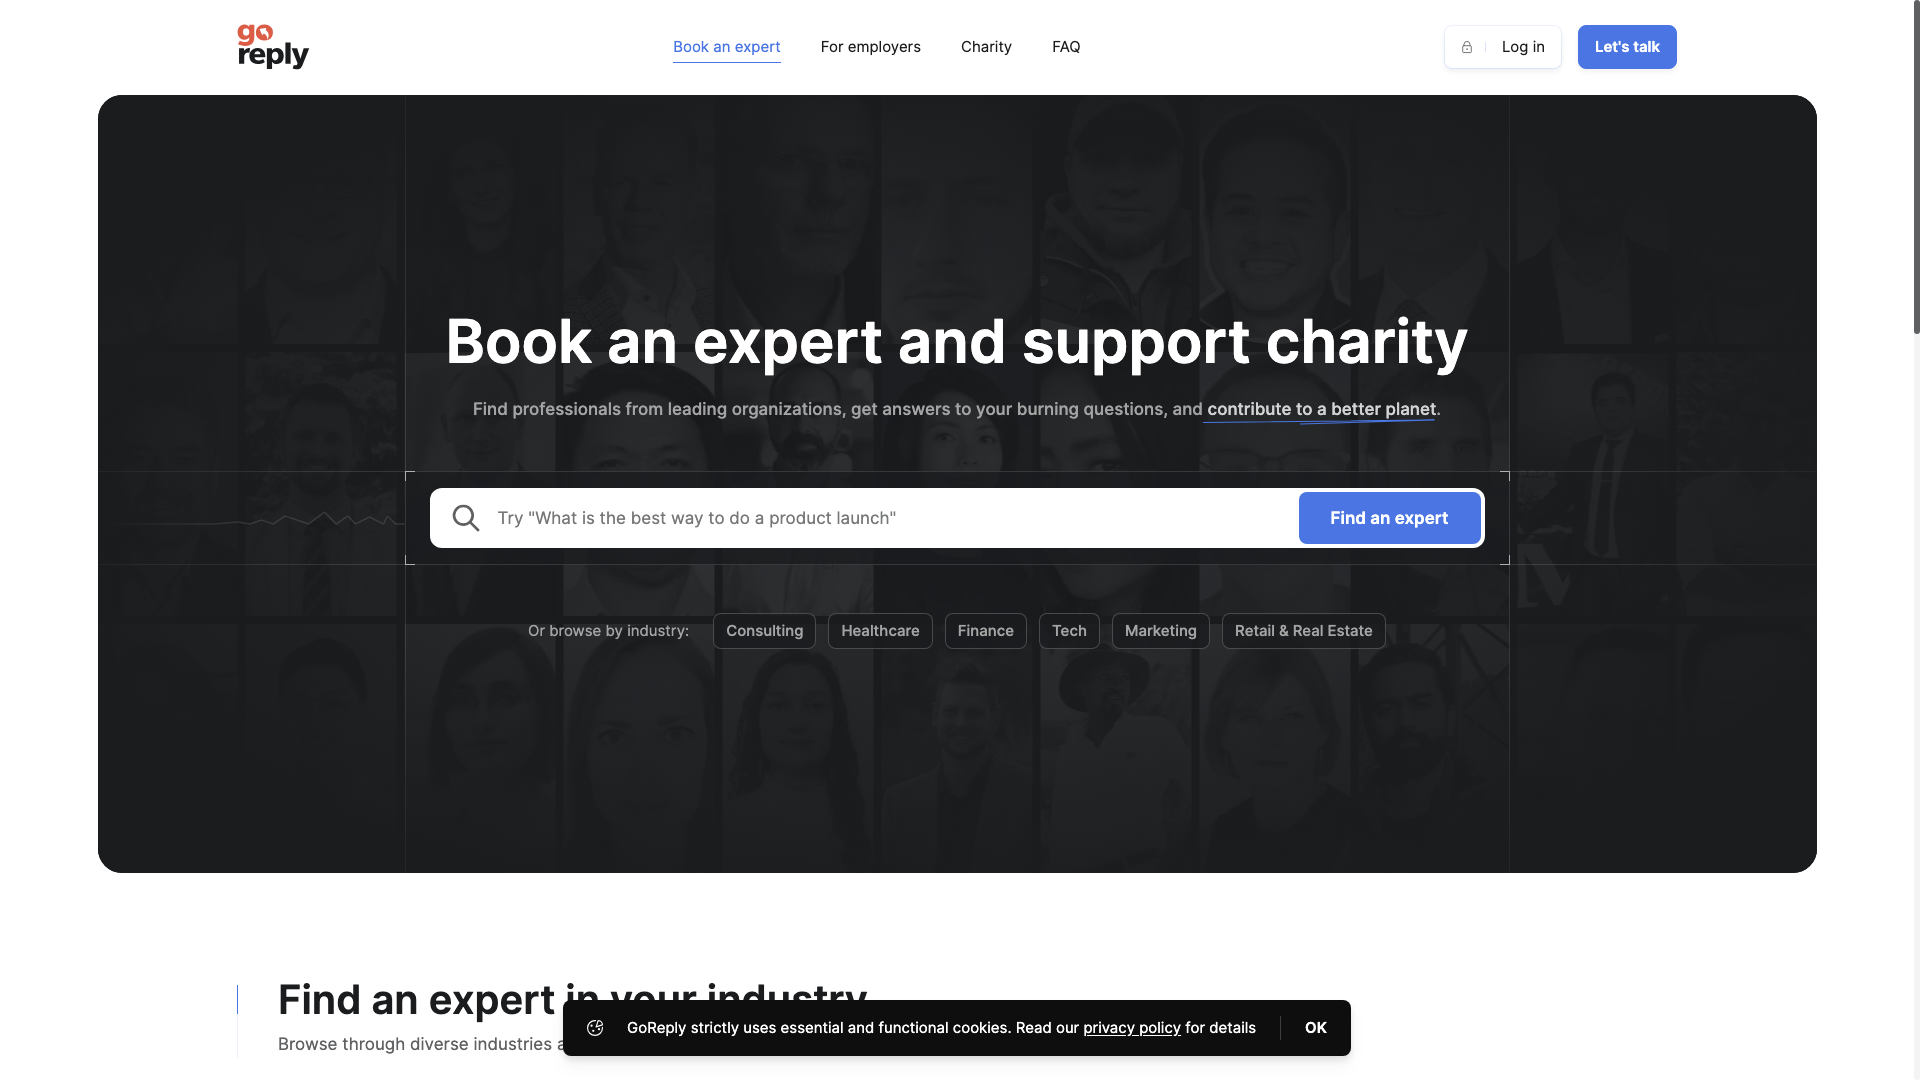 go
reply
Book an expert
For employers
Charity
FAQ
Log in
Let's talk
Book an expert and support charity
Find professionals from leading organizations, get answers to your burning questions, and contribute to a better planet.
Try "What is the best way to do a product launch"
Find an expert
Or browse by industry:
Consulting
Healthcare
Finance
Tech
Marketing
Retail & Real Estate
Find an expert in your industry
Browse through diverse industries
GoReply strictly uses essential and functional cookies. Read our privacy policy for details
OK